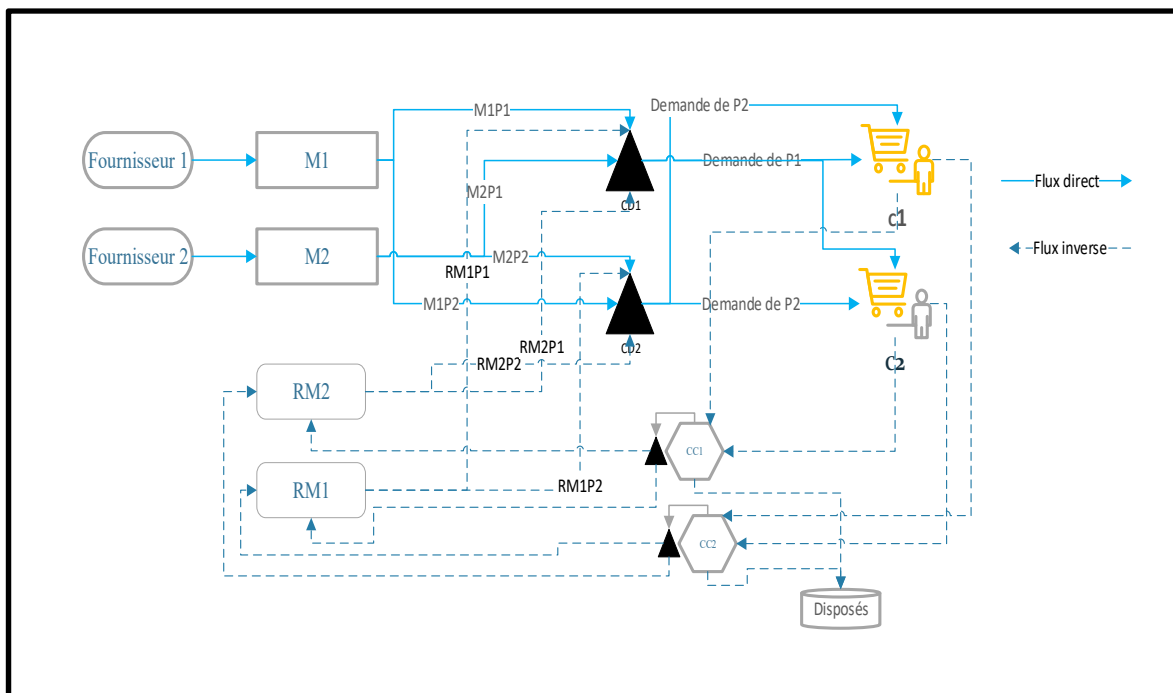 Demande de P2
M1P1
Fournisseur 1
M1
Demande de P1
Flux direct
M2P1
CD1
c1
Fournisseur 2
M2
M2P2
Flux inverse
RM1P1
M1P2
Demande de P2
CD2
RM2P1
RM2P2
C2
RM2
CC1
RM1
RM1P2
CC2
Disposés